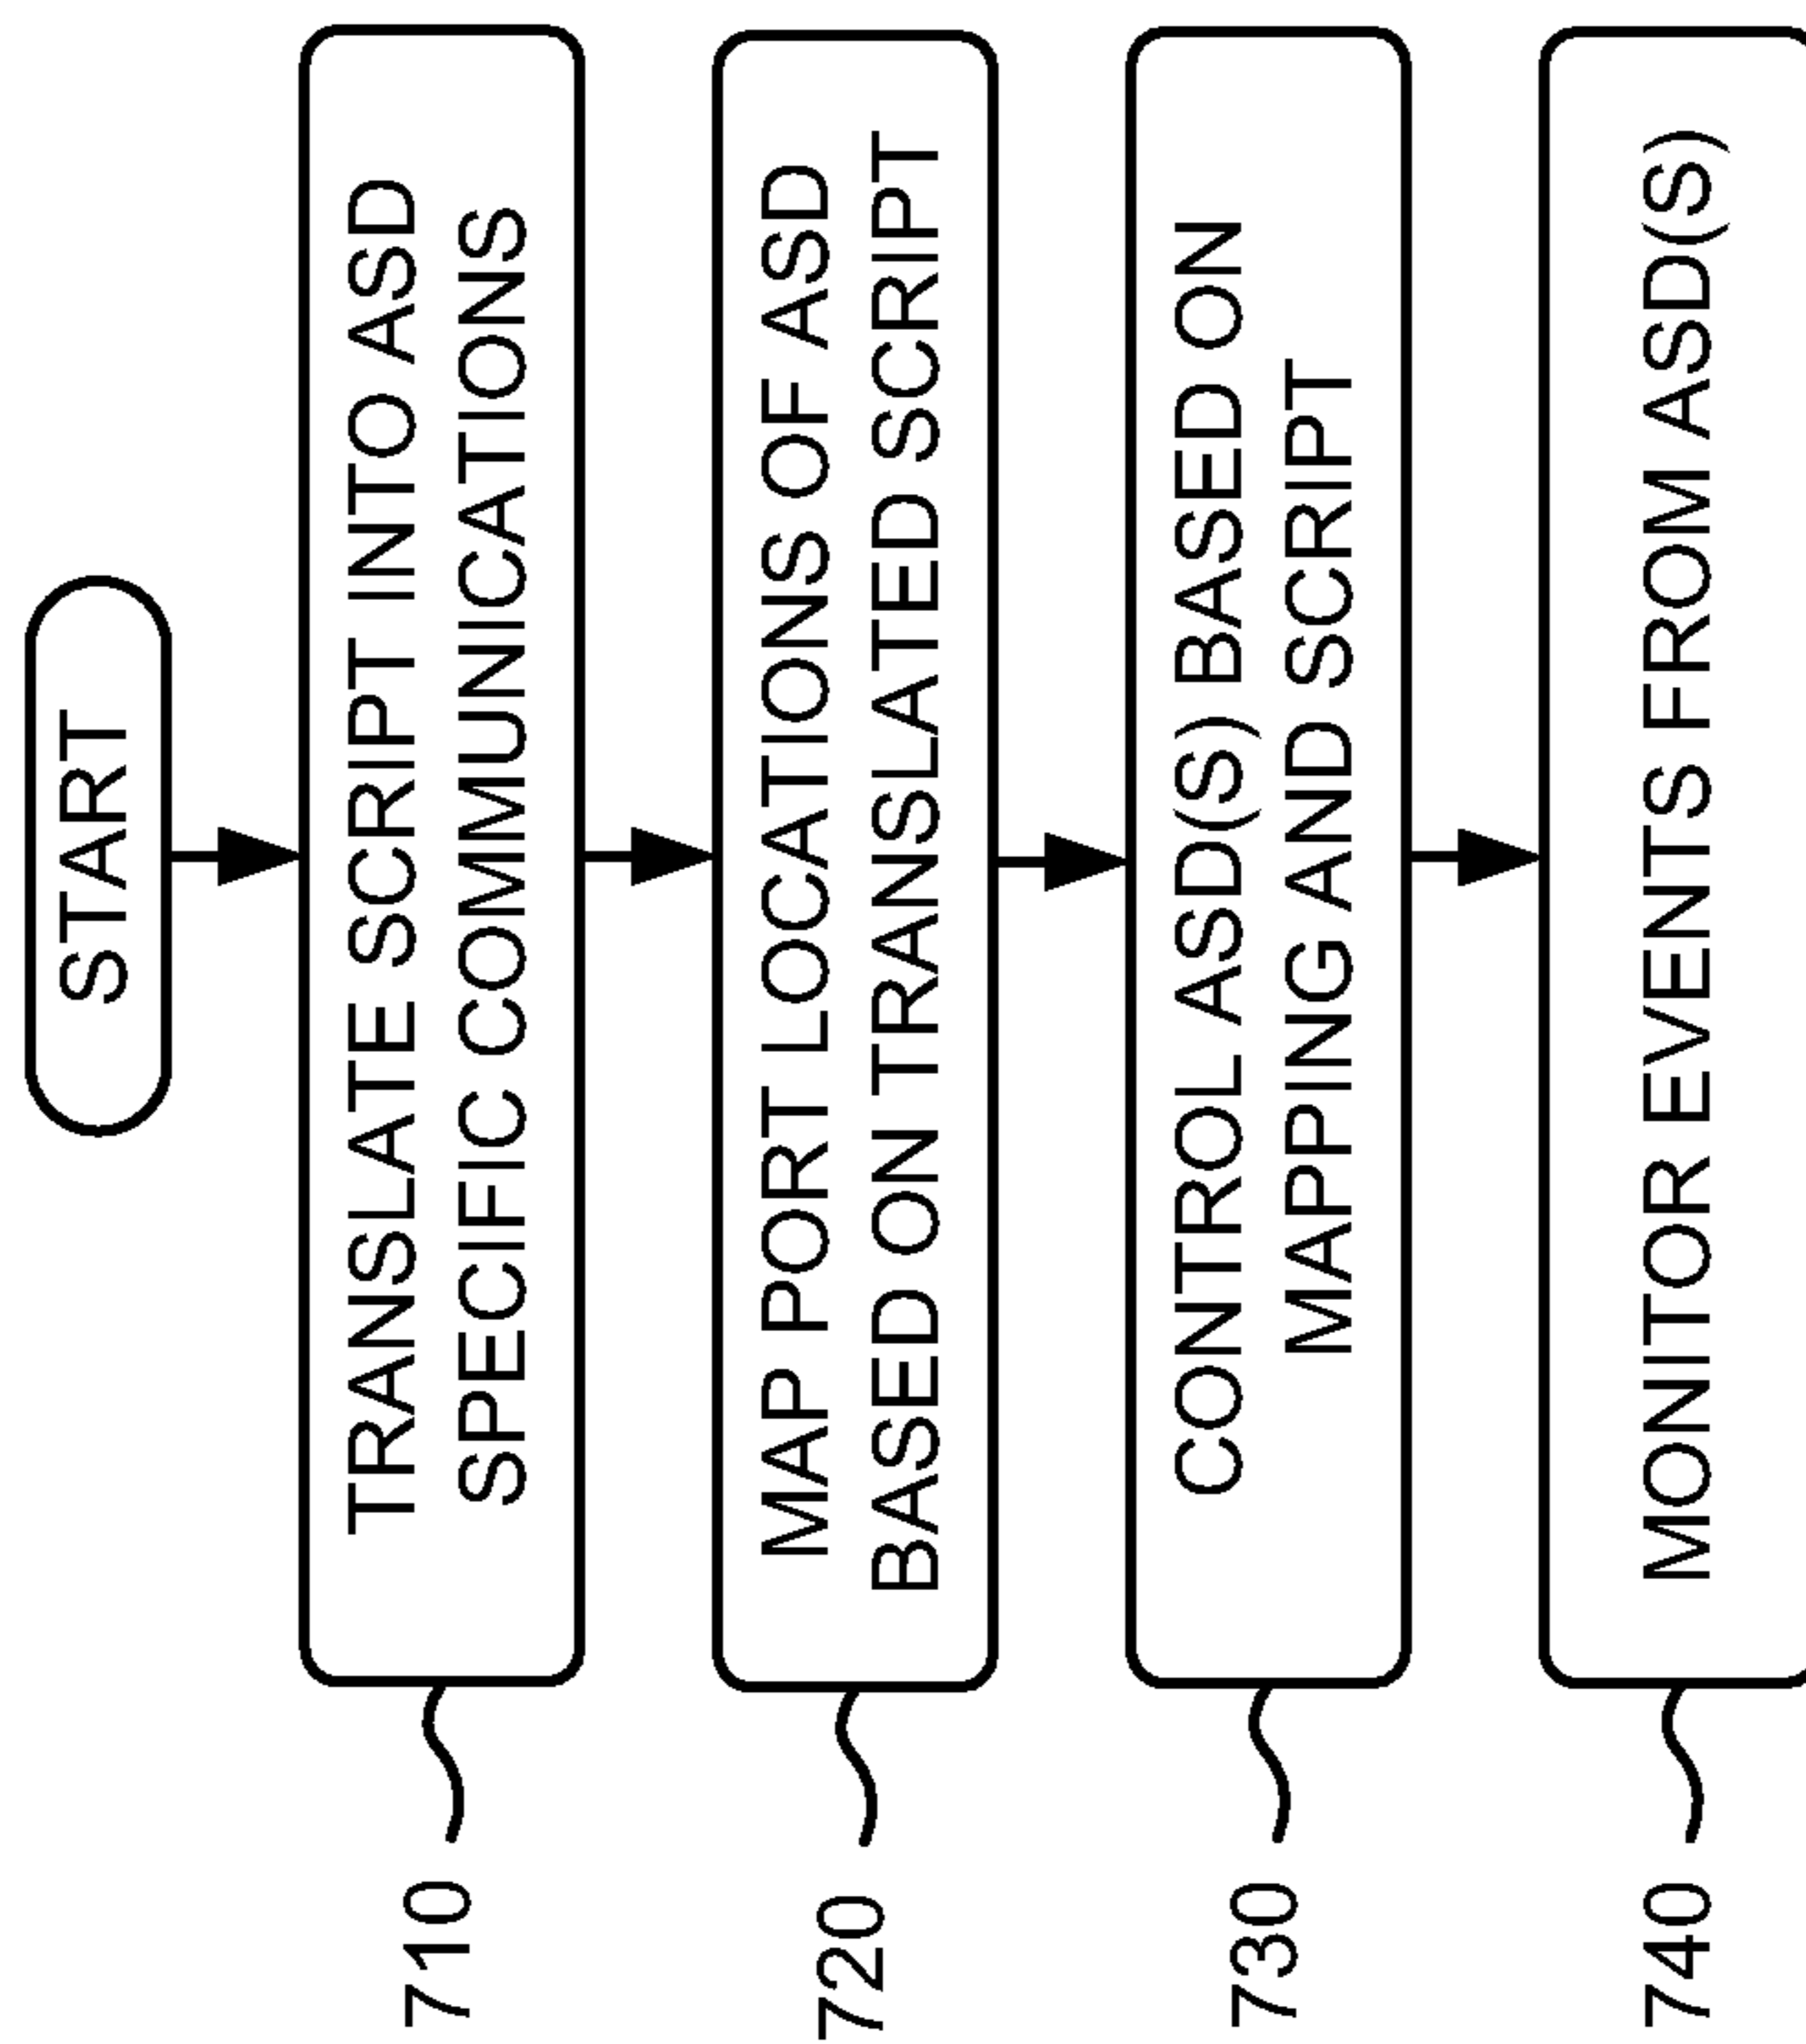 START
TRANSLATE SCRIPT INTO ASD
SPECIFIC COMMUNICATIONS
710
MAP PORT LOCATIONS OF ASD
BASED ON TRANSLATED SCRIPT
720
CONTROL ASD(S) BASED ON
MAPPING AND SCRIPT
730
MONITOR EVENTS FROM ASD(S)
740